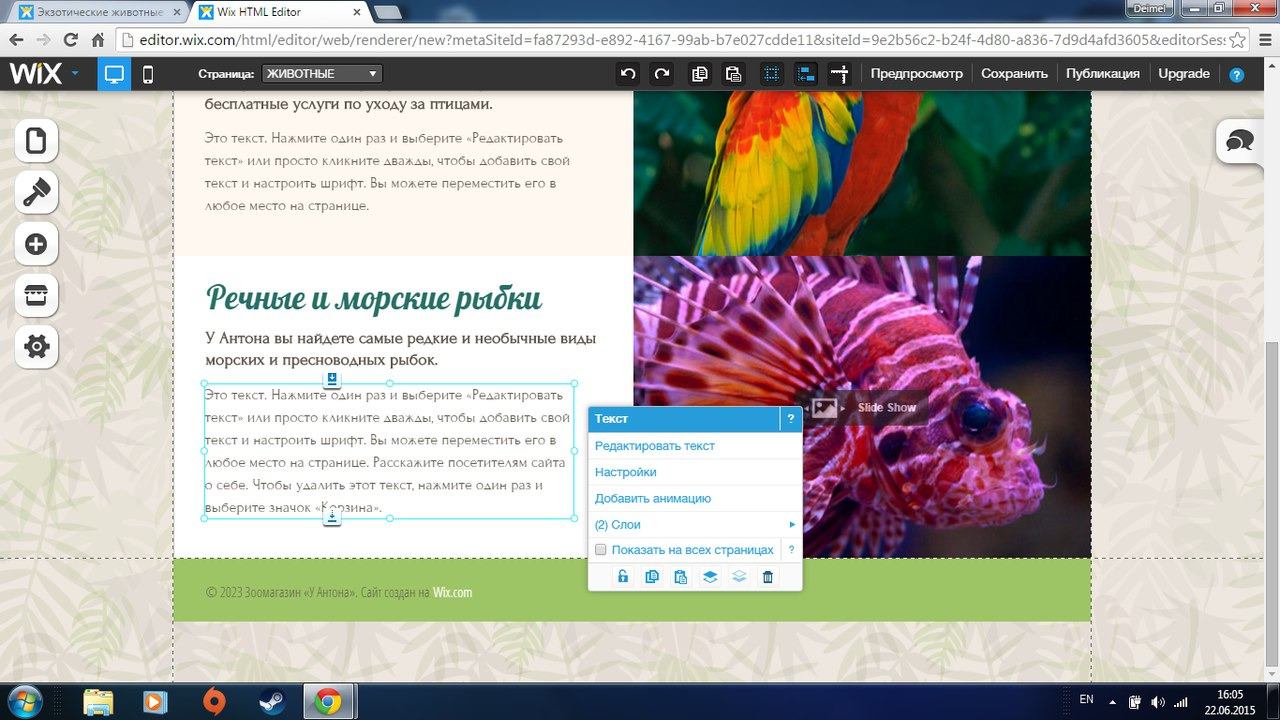 Экзотические животные
Wix HTML Editor
Deimel
editor.wix.com/html/editor/web/renderer/new?metaSiteId=fa87293d-e892-4167-99ab-b7e027cdde11&siteId=9e2b56c2-b24f-4d80-a836-7d9d4afd3605&editorSes
WiX
Страница:
ЖИВОТНЫЕ
Предпросмотр
Сохранить
Публикация
Upgrade
?
бесплатные услуги по уходу за птицами.
Это текст. Нажмите один раз и выберите «Редактировать
текст» или просто кликните дважды, чтобы добавить свой
текст и настроить шрифт. Вы можете переместить его в
любое место на странице.
Речные и морские рыбки
У Антона вы найдете самые редкие и необычные виды
морских и пресноводных рыбок.
Это текст. Нажмите один раз и выберите «Редактировать
текст» или просто кликните дважды, чтобы добавить свой
текст и настроить шрифт. Вы можете переместить его в
любое место на странице. Расскажите посетителям сайта
о себе. Чтобы удалить этот текст, нажмите один раз и
выберите значок «Корзина».
Slide Show
Текст
?
Редактировать текст
Настройки
Добавить анимацию
(2) Слои
Показать на всех страницах
?
© 2023 Зоомагазин «У Антона». Сайт создан на Wix.com
EN
16:05
22.06.2015